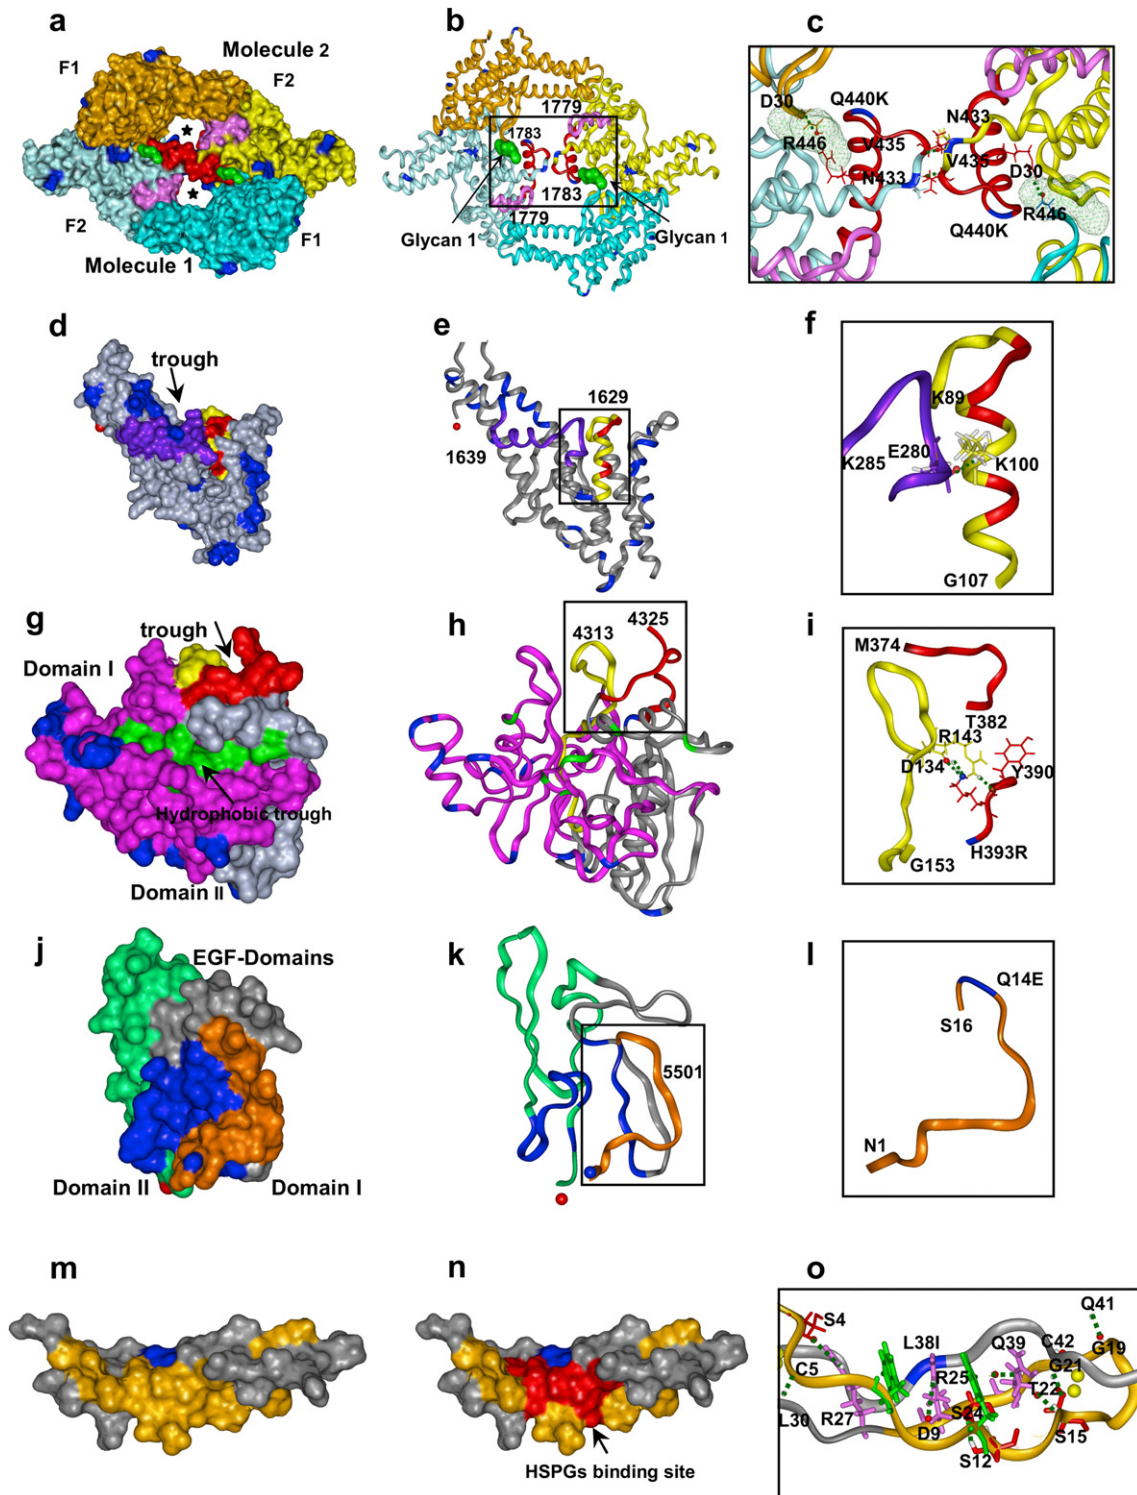 a
Molecule 2
F1
F2
★
★
F2
F1
Molecule 1
b
1779
1783
1783
1779
Glycan 1
Glycan 1
c
D30
Q440K
N433
R446
V435
V435
N433
D30
R446
Q440K
d
trough
e
1629
1639
f
K89
E280
K285
K100
G107
g
trough
Domain I
Hydrophobic trough
Domain II
h
4313
4325
i
M374
T382
R143
D134
Y390
H393R
G153
j
EGF-Domains
Domain II
Domain I
k
5501
l
Q14E
S16
N1
m
n
HSPGs binding site
o
S4
Q41
L38I
Q39
C42
G19
C5
R25
G21
T22
L30
R27
D9
S24
S15
S12